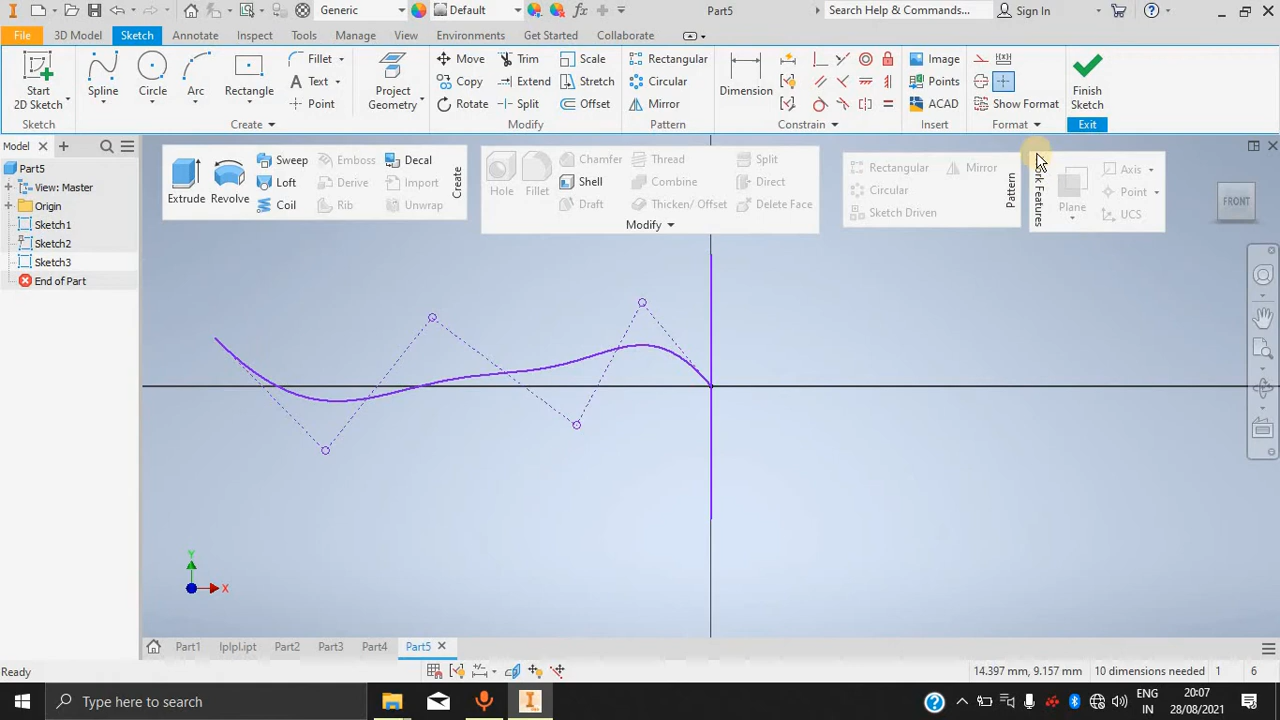 Generic
Default
Part5
Search Help & Commands...
Sign In
File
3D Model
Sketch
Annotate
Inspect
Tools
Manage
View
Environments
Get Started
Collaborate
Start
2D Sketch
Sketch
Spline
Circle
Arc
Rectangle
Fillet
Text
Point
Create
Project
Geometry
Move
Copy
Rotate
Trim
Extend
Split
Scale
Stretch
Offset
Modify
Rectangular
Circular
Mirror
Pattern
Dimension
Constrain
Image
Points
ACAD
Insert
Show Format
Format
Finish
Sketch
Exit
Model
Part5
View: Master
Origin
Sketch1
Sketch2
Sketch3
End of Part
Extrude
Revolve
Sweep
Loft
Coil
Emboss
Derive
Rib
Decal
Import
Unwrap
Create
Hole
Fillet
Chamfer
Shell
Draft
Thread
Combine
Thicken/ Offset
Split
Direct
Delete Face
Modify
Rectangular
Mirror
Circular
Sketch Driven
Pattern
Features
Plane
Axis
Point
UCS
FRONT
Y
X
Part1
lplpl.ipt
Part2
Part3
Part4
Part5
Ready
14.397 mm, 9.157 mm
10 dimensions needed
1
6
Type here to search
ENG
IN
20:07
28/08/2021